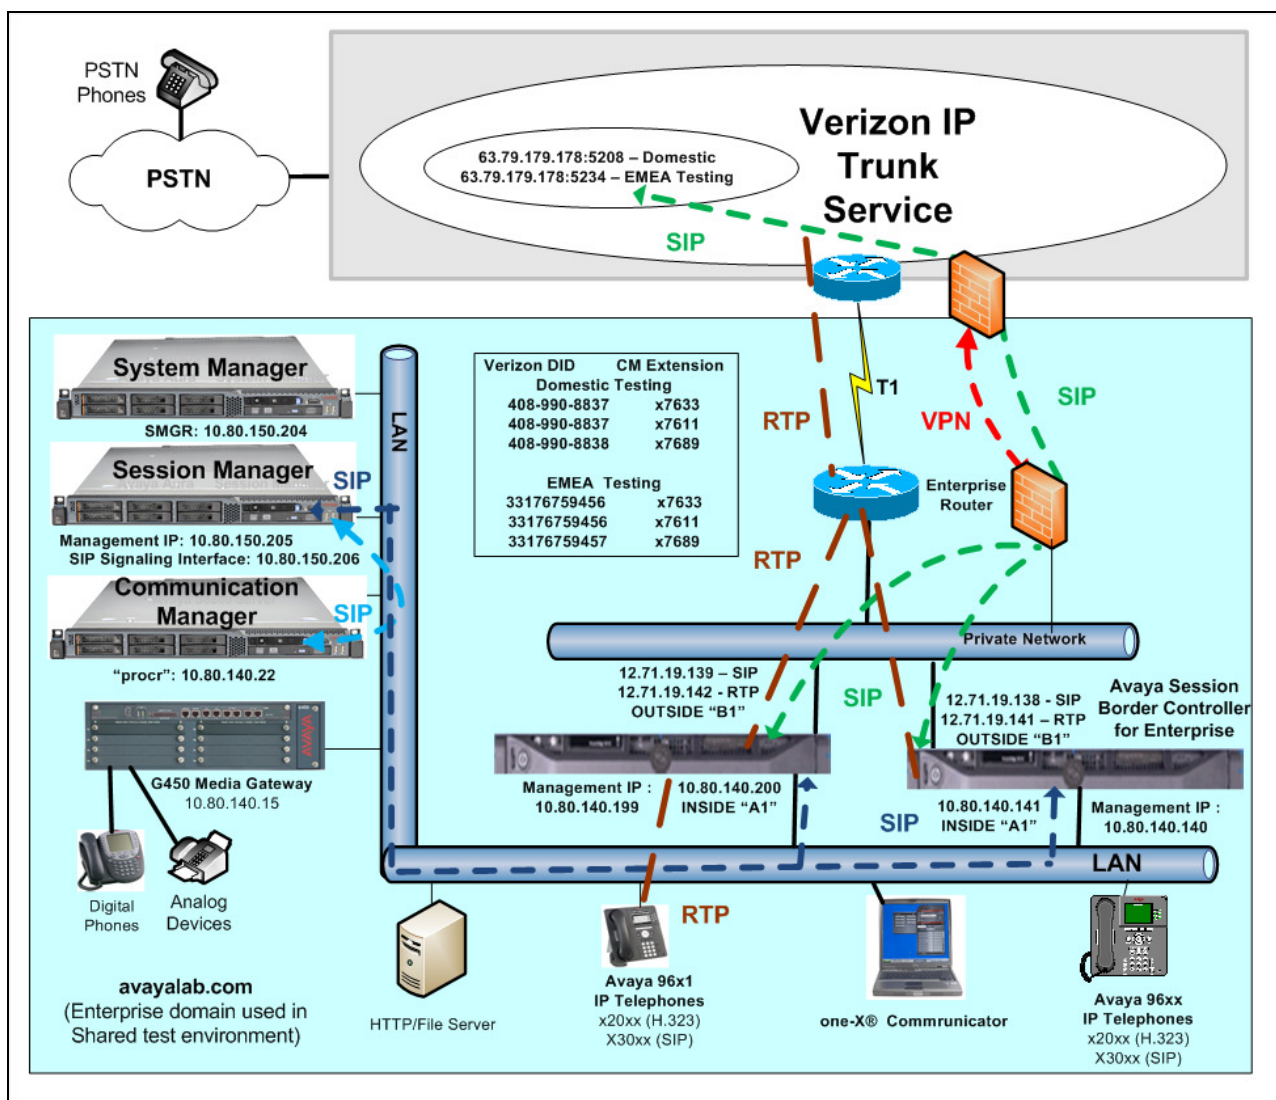 PSTN
Phones
PSTN
Verizon IP
Trunk
Service
63.79.179.178:5208 – Domestic
63.79.179.178:5234 – EMEA Testing
SIP
System Manager
SMGR: 10.80.150.204
Session Manager
SIP
Management IP: 10.80.150.205
SIP Signaling Interface: 10.80.150.206
Communication
Manager
SIP
"procr": 10.80.140.22
AVAYA
G450 Media Gateway
10.80.140.15
Digital
Phones
Analog
Devices
avayalab.com
(Enterprise domain used in
Shared test environment)
LAN
Verizon DID CM Extension
Domestic Testing
408-990-8837 x7633
408-990-8837 x7611
408-990-8838 x7689
EMEA Testing
33176759456 x7633
33176759456 x7611
33176759457 x7689
RTP
T1
VPN
SIP
Enterprise
Router
RTP
Private Network
12.71.19.139 – SIP
12.71.19.142 - RTP
OUTSIDE "B1"
SIP
12.71.19.138 - SIP
12.71.19.141 – RTP
OUTSIDE "B1"
Avaya Session
Border Controller
for Enterprise
Management IP :
10.80.140.199
10.80.140.200
INSIDE "A1"
SIP
10.80.140.141
INSIDE "A1"
Management IP :
10.80.140.140
LAN
HTTP/File Server
RTP
Avaya 96x1
IP Telephones
x20xx (H.323)
X30xx (SIP)
one-X® Commrunicator
Avaya 96xx
IP Telephones
x20xx (H.323)
X30xx (SIP)